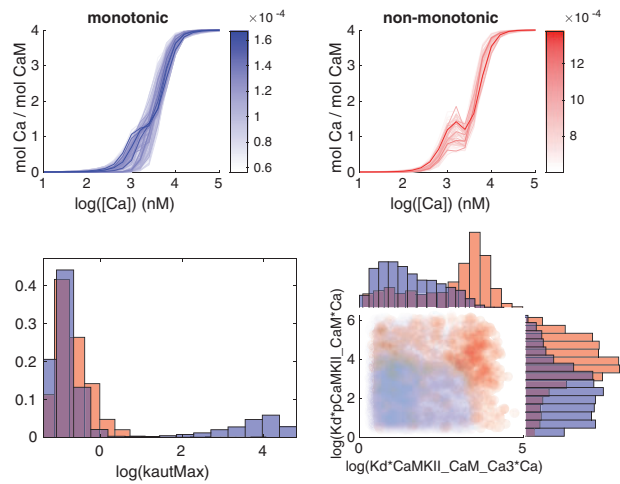 monotonic
×10⁻⁴
mol Ca / mol CaM
4
3
2
1
0
1 2 3 4 5
log([Ca]) (nM)
1.6
1.4
1.2
1
0.8
0.6
non-monotonic
×10⁻⁴
mol Ca / mol CaM
4
3
2
1
0
1 2 3 4 5
log([Ca]) (nM)
12
10
8
0.4
0.3
0.2
0.1
0
0 2 4
log(kautMax)
log(Kd*pCaMKII_CaM*Ca)
0
6
4
2
0
0 5
log(Kd*CaMKII_CaM_Ca3*Ca)